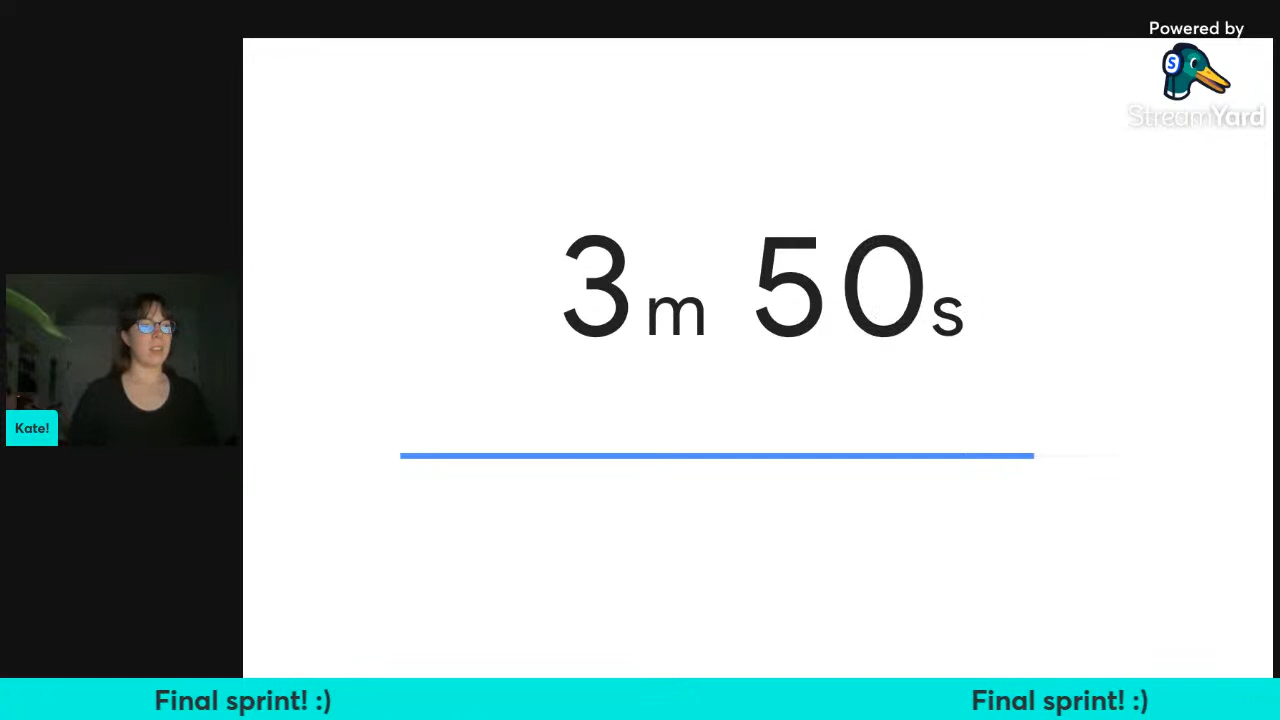 Powered by
S
StreamYard
3m 50s
Kate!
Final sprint! :)
Final sprint! :)